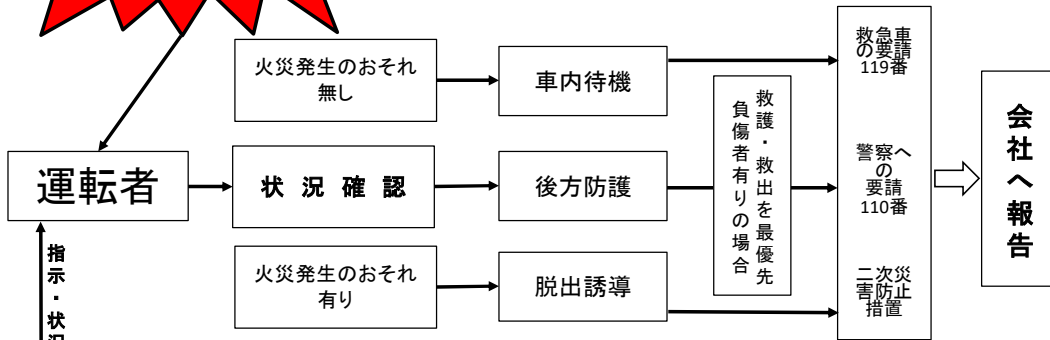 火災発生のおそれ
無し
車内待機
救急車
の要請
119番
運転者
状況確認
後方防護
負傷者有りの場合
救護・救出を最優先
警察へ
の
要請
110番
会社へ報告
火災発生のおそれ
有り
脱出誘導
二次災
害防止
措置
指示・状況